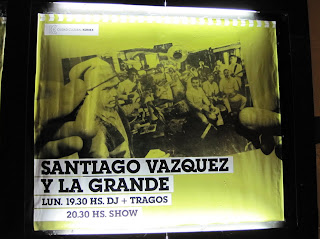 SANTIAGO VAZQUEZ
Y LA GRANDE
LUN. 19.30 HS. DJ + TRAGOS
20.30 HS. SHOW